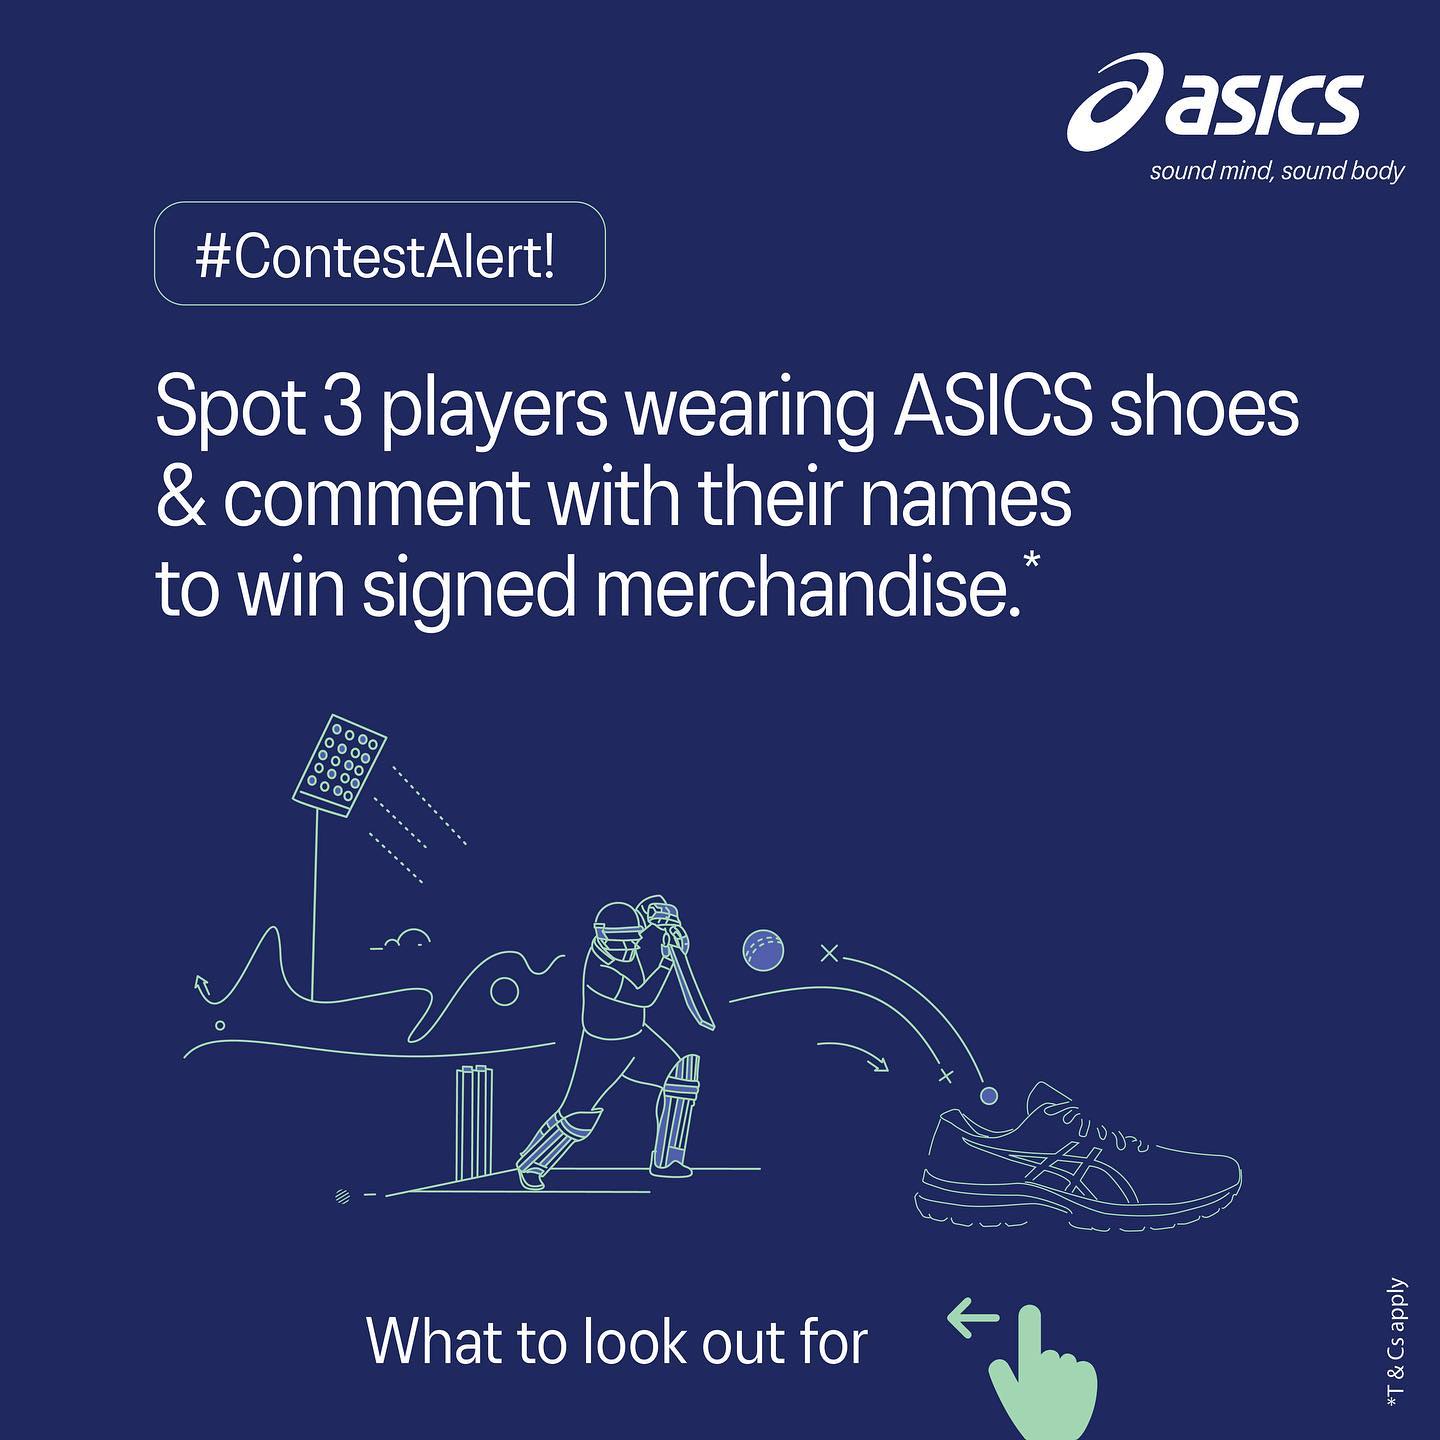 asics
sound mind, sound body
#ContestAlert!
Spot 3 players wearing ASICS shoes
& comment with their names
to win signed merchandise.*
What to look out for
*T & Cs apply